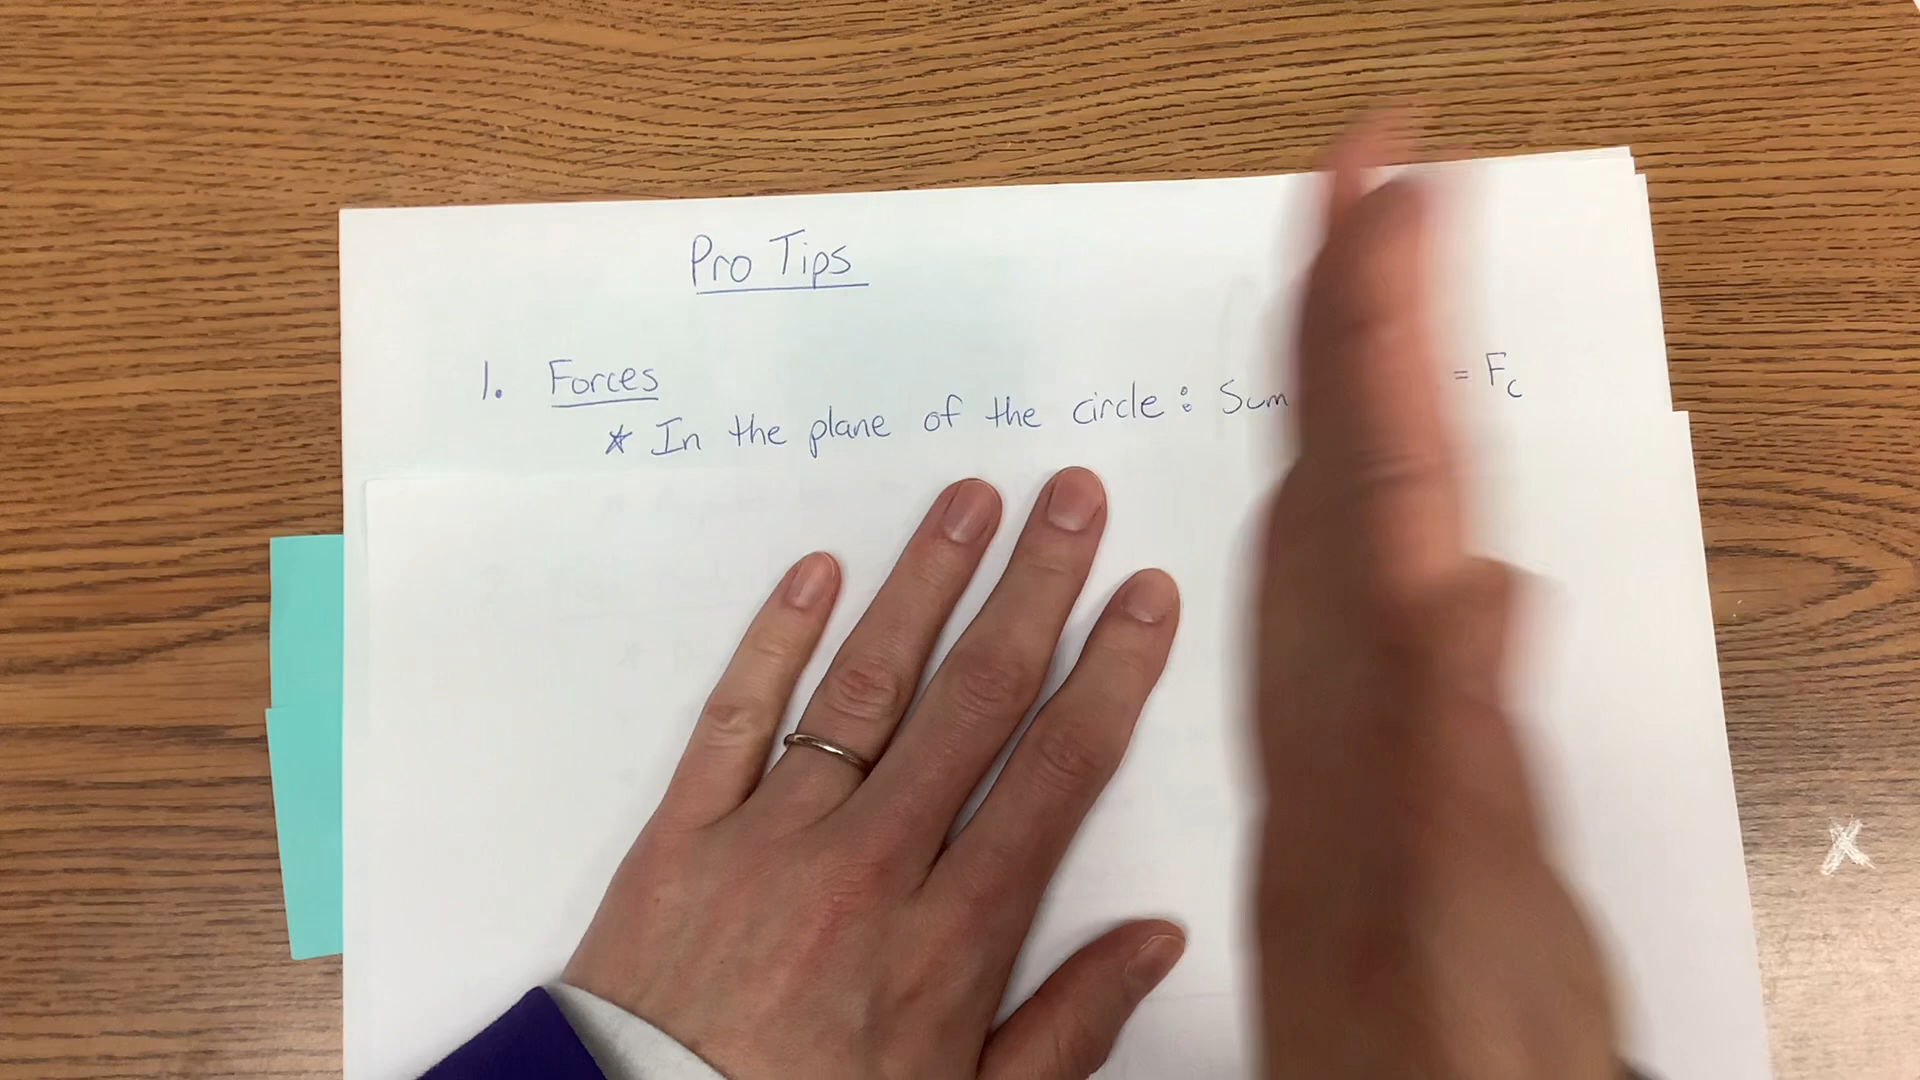 Pro Tips
1. Forces
* In the plane of the circle: Sum = Fc
X